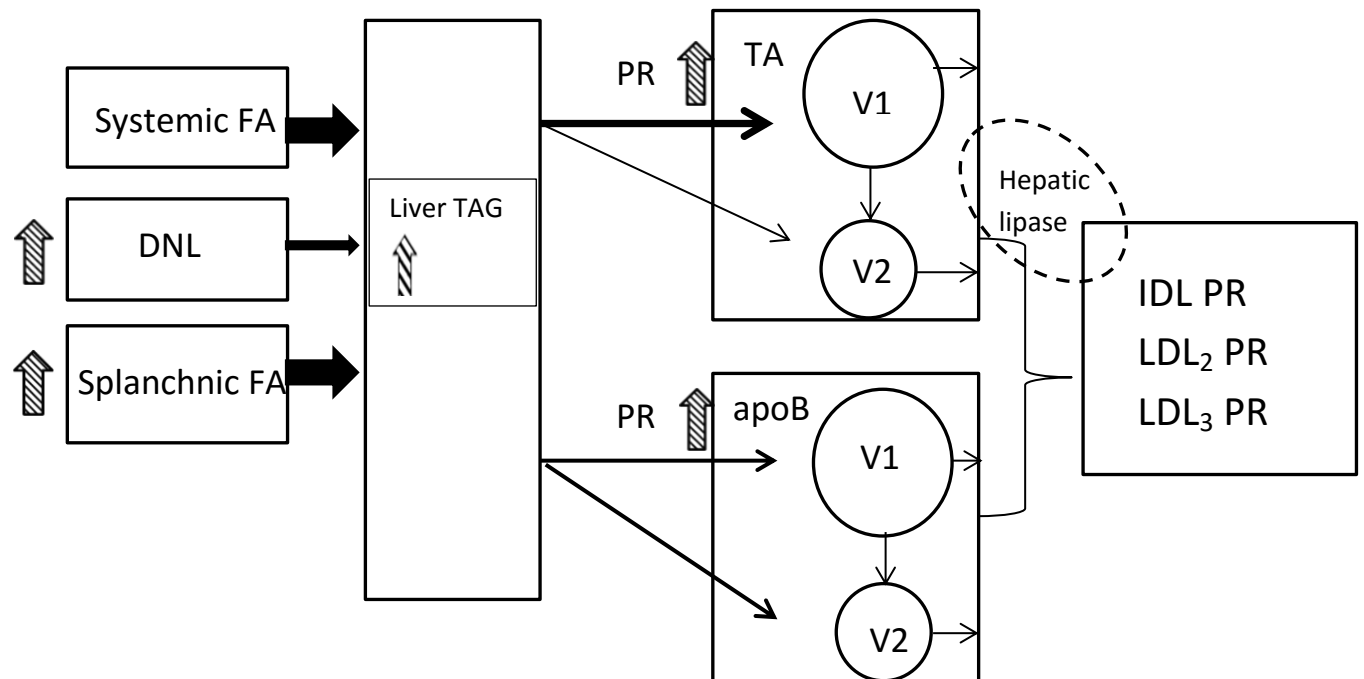 Systemic FA
DNL
Splanchnic FA
Liver TAG
PR
TA
V1
V2
PR
apoB
V1
V2
Hepatic
lipase
IDL PR
LDL₂ PR
LDL₃ PR